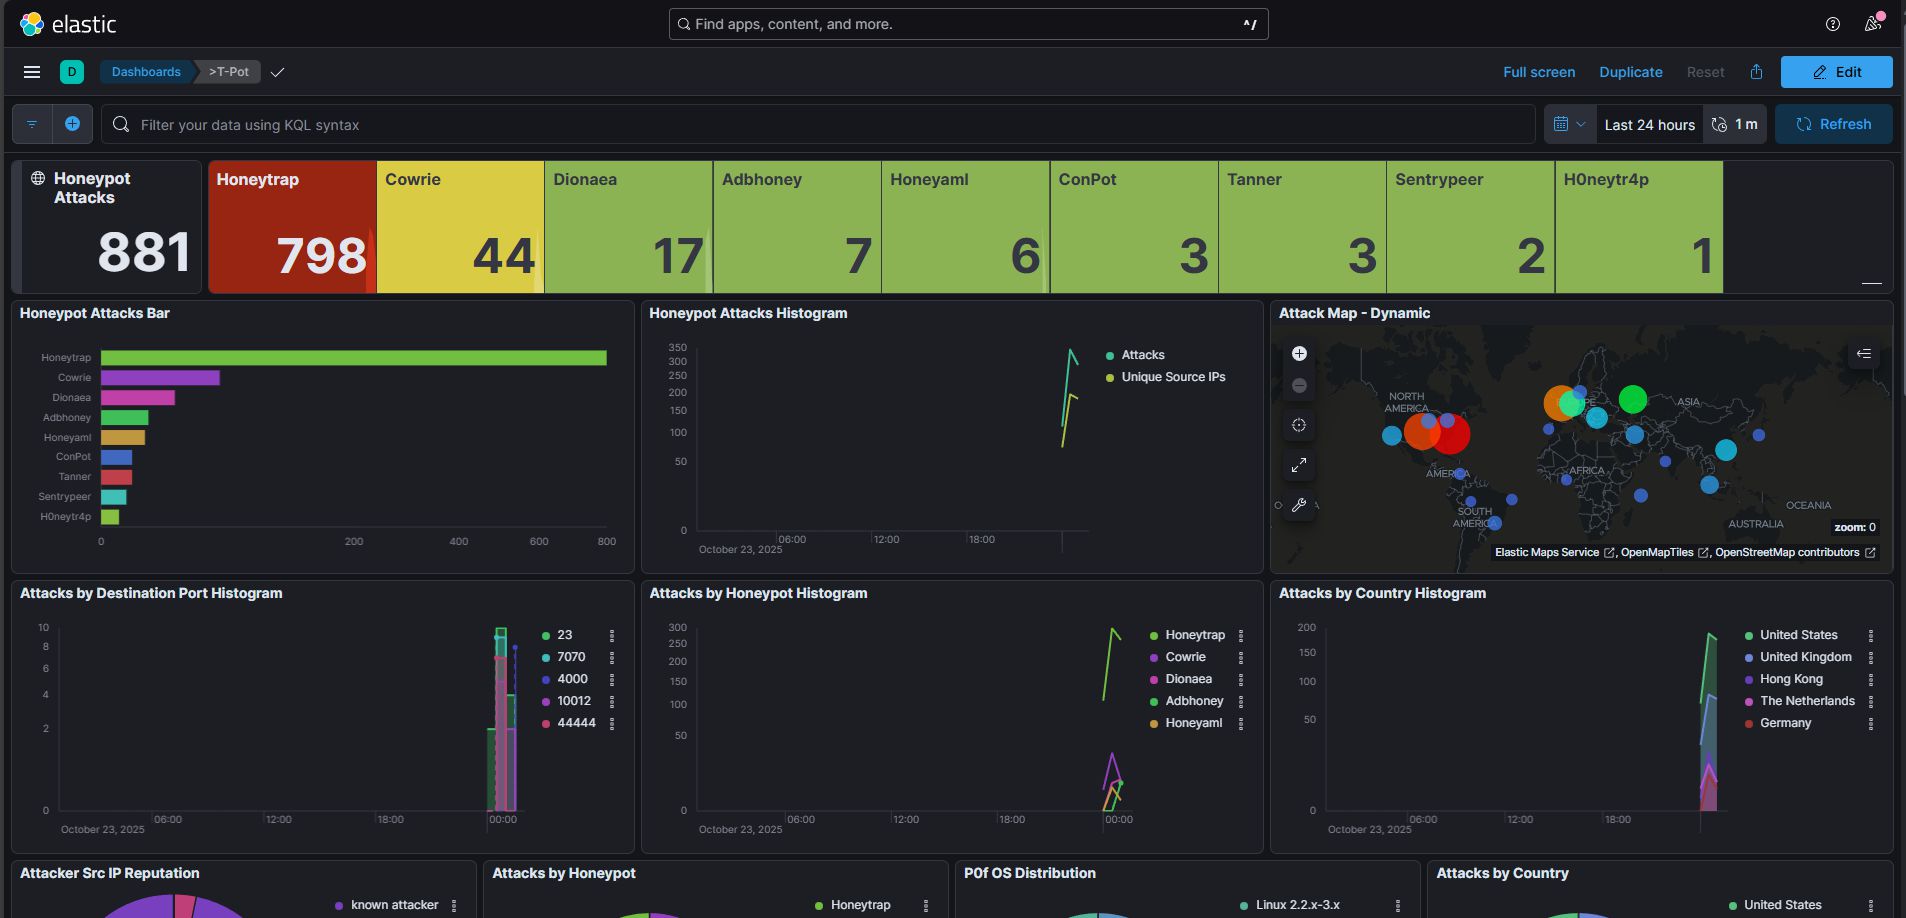 elastic
Find apps, content, and more.
^/
D
Dashboards
>T-Pot
Full screen
Duplicate
Reset
Edit
Filter your data using KQL syntax
Last 24 hours
1 m
Refresh
Honeypot
Attacks
881
Honeytrap
798
Cowrie
44
Dionaea
17
Adbhoney
7
Honeyaml
6
ConPot
3
Tanner
3
Sentrypeer
2
H0neytr4p
1
Honeypot Attacks Bar
Honeytrap
Cowrie
Dionaea
Adbhoney
Honeyaml
ConPot
Tanner
Sentrypeer
H0neytr4p
0
200
400
600
800
Honeypot Attacks Histogram
350
300
250
200
150
100
50
0
06:00
12:00
18:00
October 23, 2025
Attacks
Unique Source IPs
Attack Map - Dynamic
NORTH
AMERICA
ASIA
AFRICA
AMERICA
SOUTH
AMERICA
OCEANIA
AUSTRALIA
zoom: 0
Elastic Maps Service , OpenMapTiles , OpenStreetMap contributors
Attacks by Destination Port Histogram
10
8
6
4
2
0
06:00
12:00
18:00
00:00
October 23, 2025
23
7070
4000
10012
44444
Attacks by Honeypot Histogram
300
250
200
150
100
50
0
06:00
12:00
18:00
00:00
October 23, 2025
Honeytrap
Cowrie
Dionaea
Adbhoney
Honeyaml
Attacks by Country Histogram
200
150
100
50
0
06:00
12:00
18:00
October 23, 2025
United States
United Kingdom
Hong Kong
The Netherlands
Germany
Attacker Src IP Reputation
known attacker
Attacks by Honeypot
Honeytrap
P0f OS Distribution
Linux 2.2.x-3.x
Attacks by Country
United States